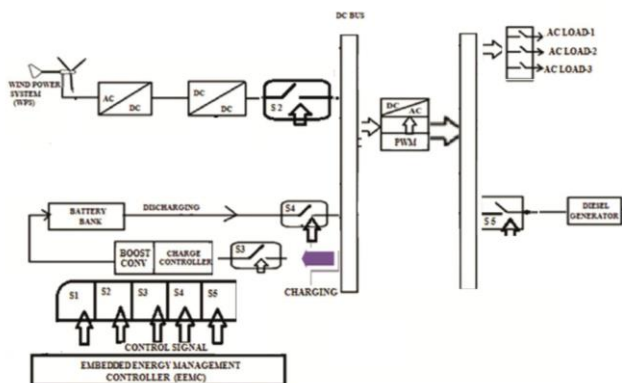 DC BUS
AC LOAD-1
AC LOAD-2
AC LOAD-3
WIND POWER
SYSTEM
(WPS)
AC
DC
DC
DC
S2
DC
AC
PWM
BATTERY
BANK
DISCHARGING
S4
S5
DIESEL
GENERATOR
BOOST
CONV
CHARGE
CONTROLLER
S3
CHARGING
S1
S2
S3
S4
S5
CONTROL SIGNAL
EMBEDDED ENERGY MANAGEMENT
CONTROLLER (EEMC)